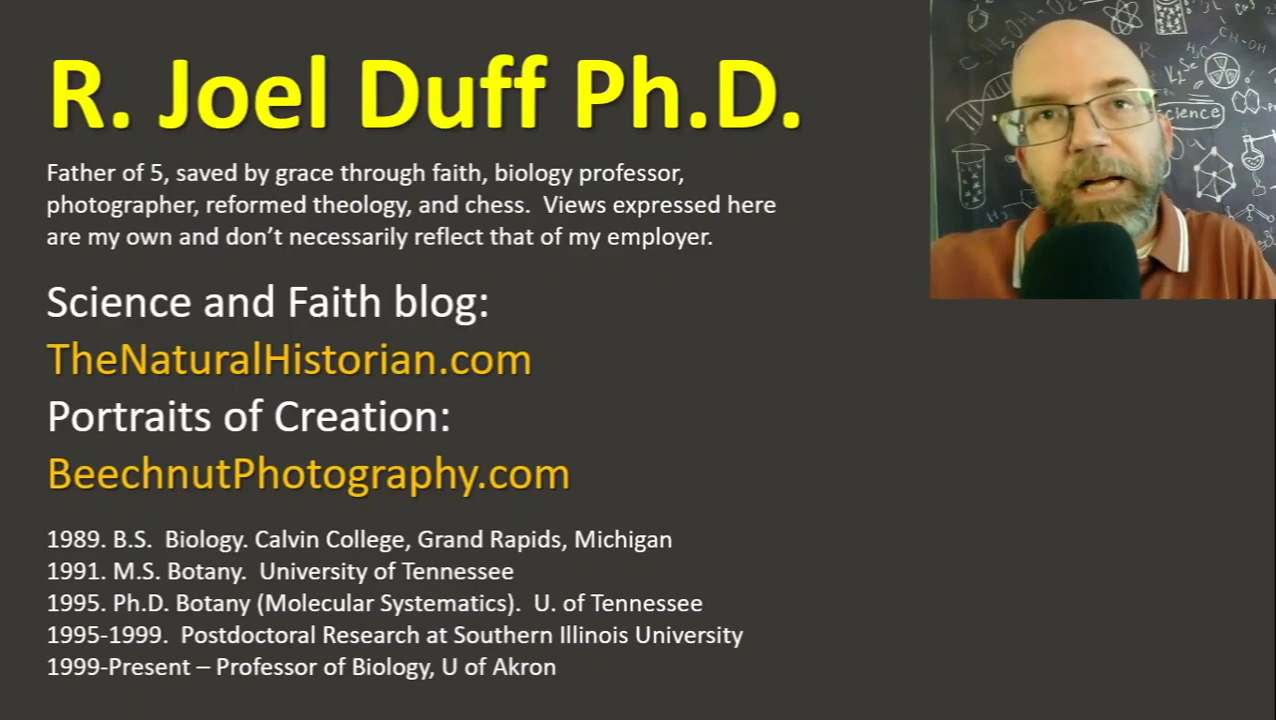 R. Joel Duff Ph.D.
Father of 5, saved by grace through faith, biology professor,
photographer, reformed theology, and chess.  Views expressed here
are my own and don’t necessarily reflect that of my employer.
Science and Faith blog:
TheNaturalHistorian.com
Portraits of Creation:
BeechnutPhotography.com
1989. B.S.  Biology. Calvin College, Grand Rapids, Michigan
1991. M.S. Botany.  University of Tennessee
1995. Ph.D. Botany (Molecular Systematics).  U. of Tennessee
1995-1999.  Postdoctoral Research at Southern Illinois University
1999-Present – Professor of Biology, U of Akron
science